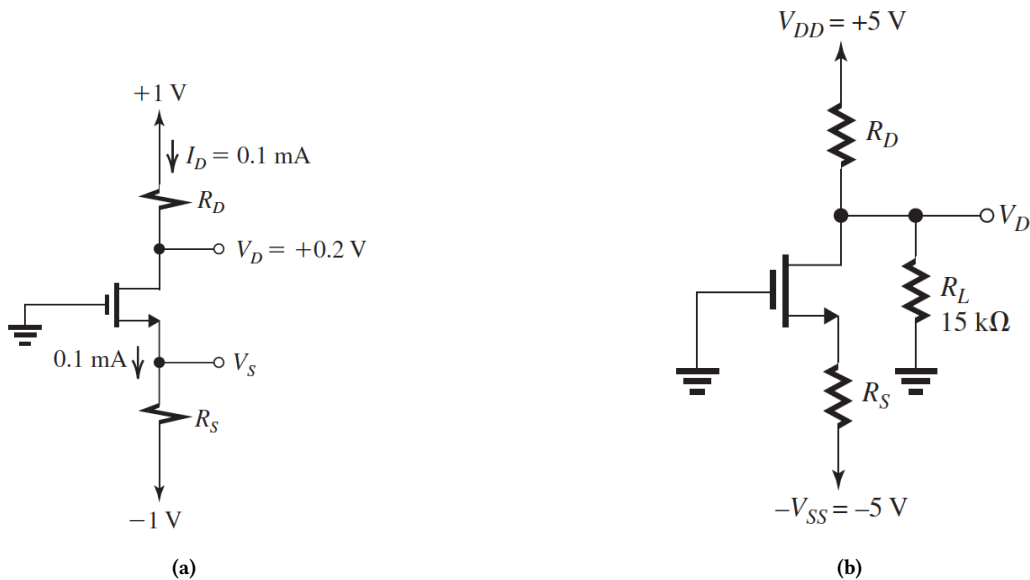 +1 V
I_D = 0.1 mA
R_D
V_D = +0.2 V
0.1 mA
V_S
R_S
−1 V
(a)
V_DD = +5 V
R_D
V_D
R_L
15 kΩ
R_S
−V_SS = −5 V
(b)